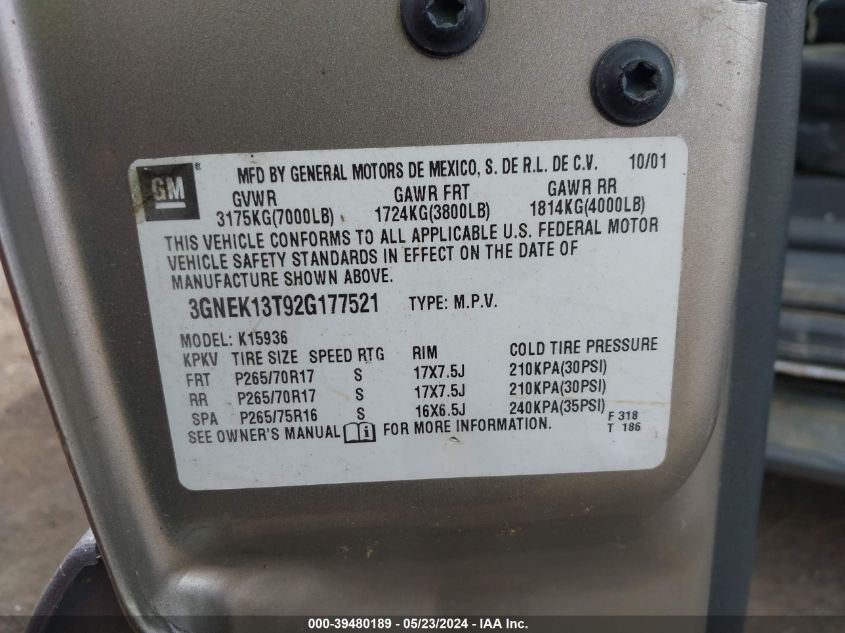 GM ® MFD BY GENERAL MOTORS DE MEXICO, S. DE R.L. DE C.V. 10/01
GVWR GAWR FRT GAWR RR
3175KG(7000LB) 1724KG(3800LB) 1814KG(4000LB)
THIS VEHICLE CONFORMS TO ALL APPLICABLE U.S. FEDERAL MOTOR
VEHICLE SAFETY STANDARDS IN EFFECT ON THE DATE OF
MANUFACTURE SHOWN ABOVE.
3GNEK13T92G177521 TYPE: M.P.V.
MODEL: K15936
KPKV TIRE SIZE SPEED RTG RIM COLD TIRE PRESSURE
FRT P265/70R17 S 17X7.5J 210KPA(30PSI)
RR P265/70R17 S 17X7.5J 210KPA(30PSI)
SPA P265/75R16 S 16X6.5J 240KPA(35PSI)
SEE OWNER'S MANUAL i FOR MORE INFORMATION. F 318
T 186
000-39480189 - 05/23/2024 - IAA Inc.